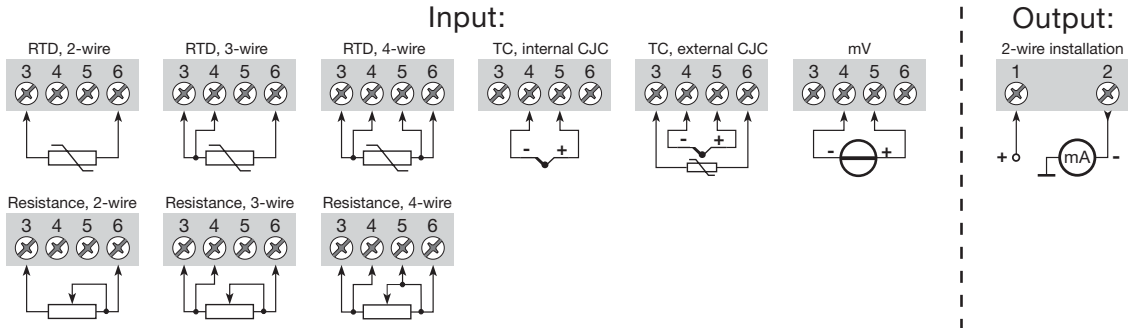 Input:
Output:
RTD, 2-wire RTD, 3-wire RTD, 4-wire TC, internal CJC TC, external CJC mV 2-wire installation
3 4 5 6 3 4 5 6 3 4 5 6 3 4 5 6 3 4 5 6 3 4 5 6 1 2
- + - + - + + mA -
Resistance, 2-wire Resistance, 3-wire Resistance, 4-wire
3 4 5 6 3 4 5 6 3 4 5 6